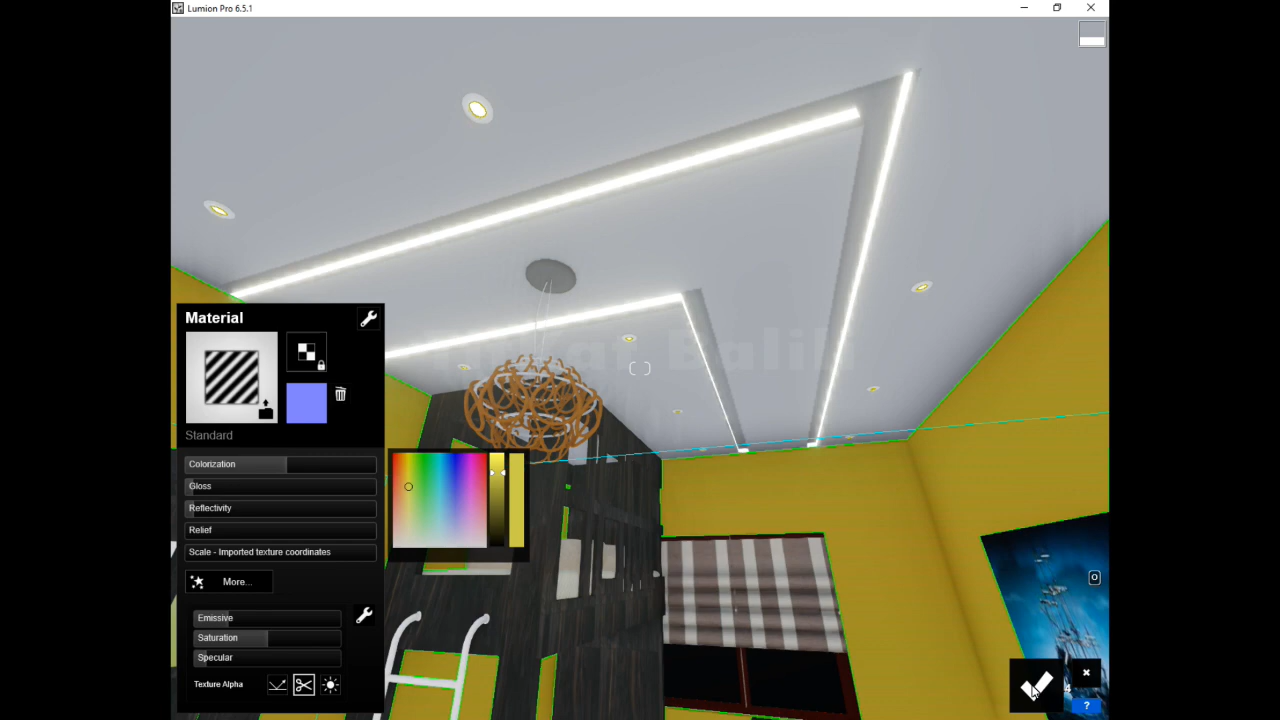 Lumion Pro 6.5.1
Material
Standard
Colorization
Gloss
Reflectivity
Relief
Scale - Imported texture coordinates
More...
Emissive
Saturation
Specular
Texture Alpha
O
4
?